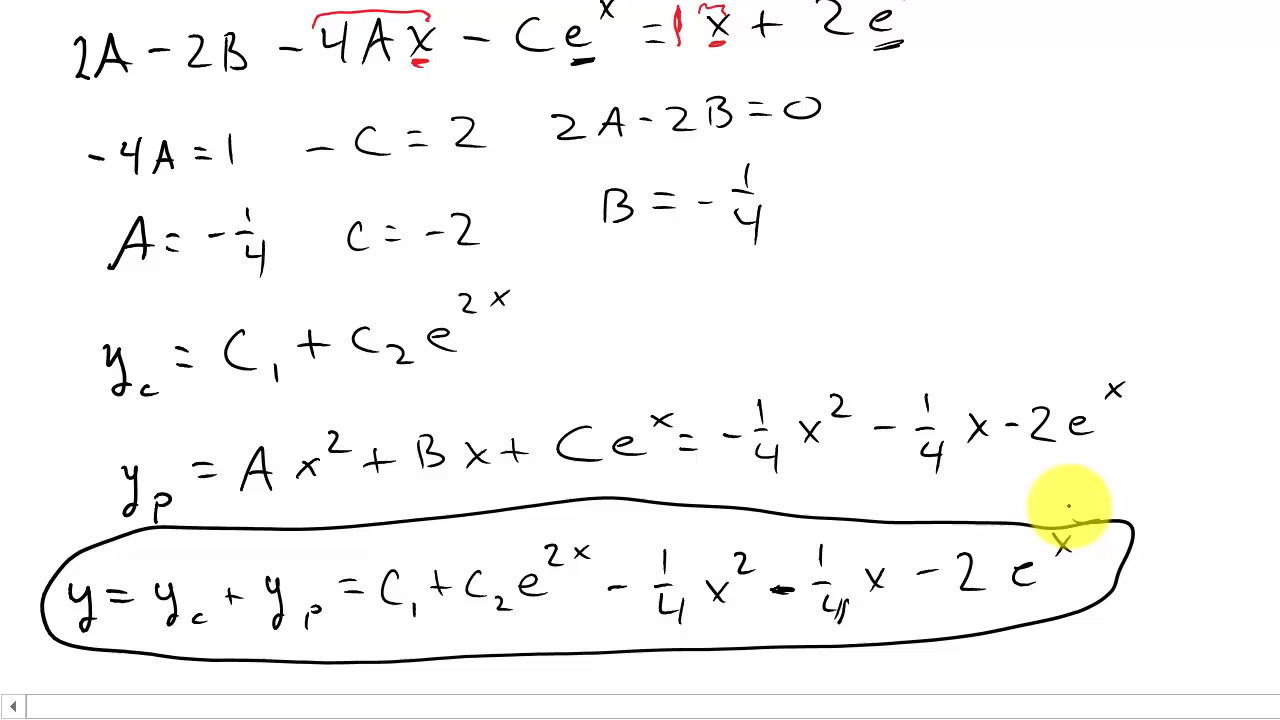 2A - 2B - 4Ax - Ce^x = 1x + 2e
-4A = 1   -C = 2   2A - 2B = 0
A = -1/4   C = -2   B = -1/4
y_c = C_1 + C_2 e^{2x}
y_p = Ax^2 + Bx + Ce^x = -1/4 x^2 - 1/4 x - 2e^x
y = y_c + y_p = C_1 + C_2 e^{2x} - 1/4 x^2 - 1/4 x - 2e^x